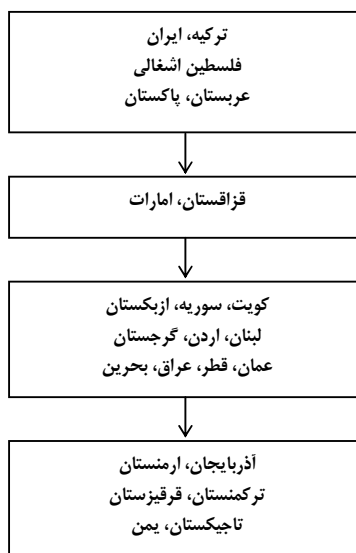 ترکیه، ایران
فلسطین اشغالی
عربستان، پاکستان
قزاقستان، امارات
کویت، سوریه، ازبکستان
لبنان، اردن، گرجستان
عمان، قطر، عراق، بحرین
آذربایجان، ارمنستان
ترکمنستان، قرقیزستان
تاجیکستان، یمن